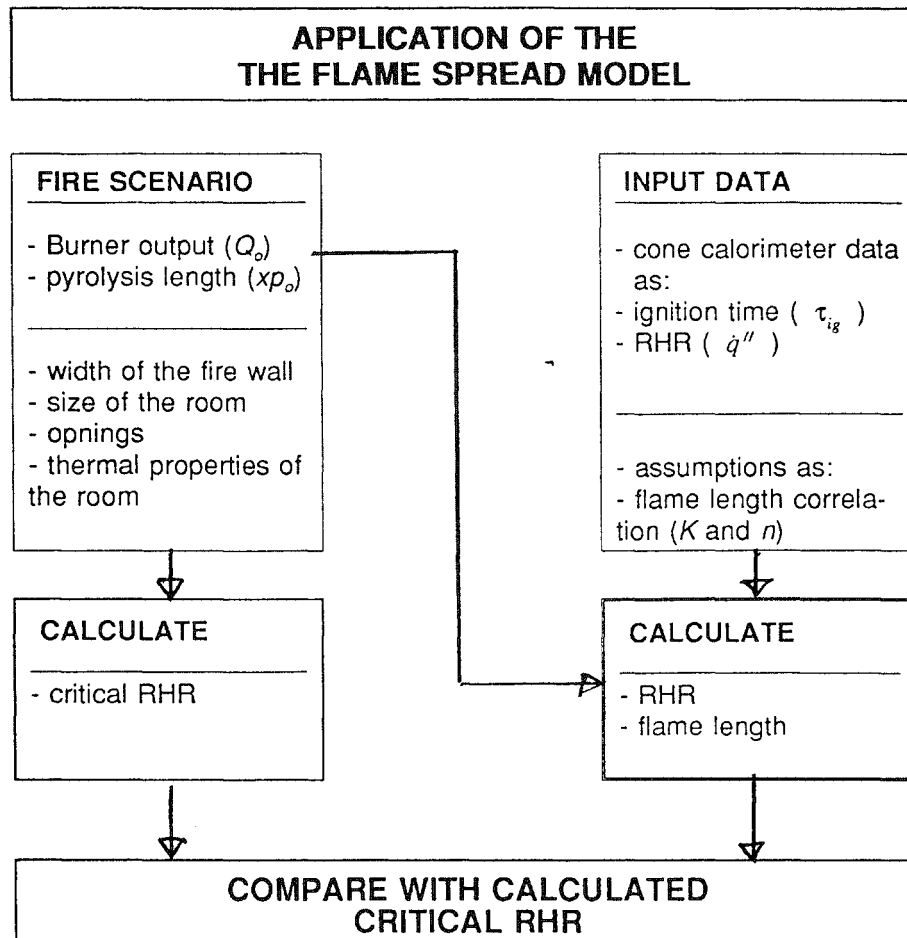 APPLICATION OF THE
THE FLAME SPREAD MODEL
FIRE SCENARIO
- Burner output (Qₒ)
- pyrolysis length (xpₒ)
- width of the fire wall
- size of the room
- opnings
- thermal properties of
the room
INPUT DATA
- cone calorimeter data
as:
- ignition time ( τ_ig )
- RHR ( q̇″ )
- assumptions as:
- flame length correla-
tion (K and n)
CALCULATE
- critical RHR
CALCULATE
- RHR
- flame length
COMPARE WITH CALCULATED
CRITICAL RHR